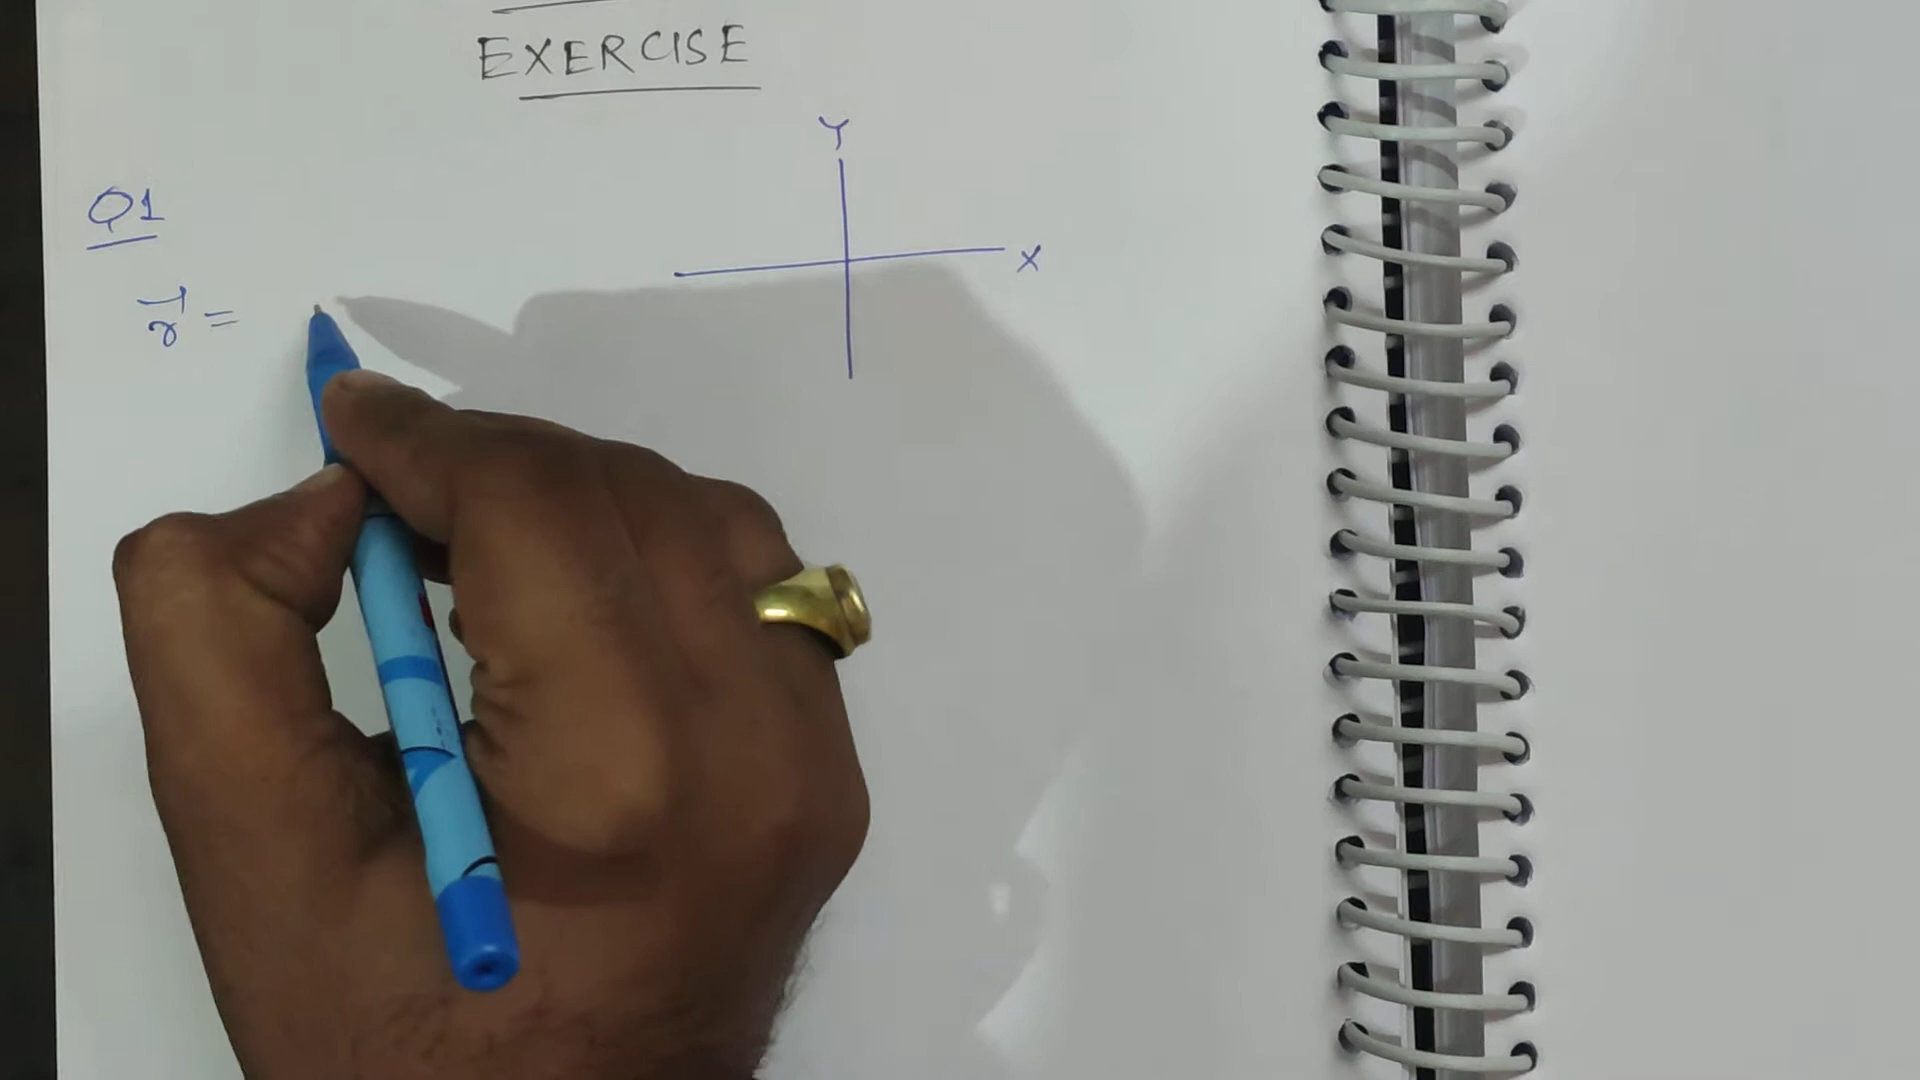 EXERCISE
Y
Q1
X
r⃗ =